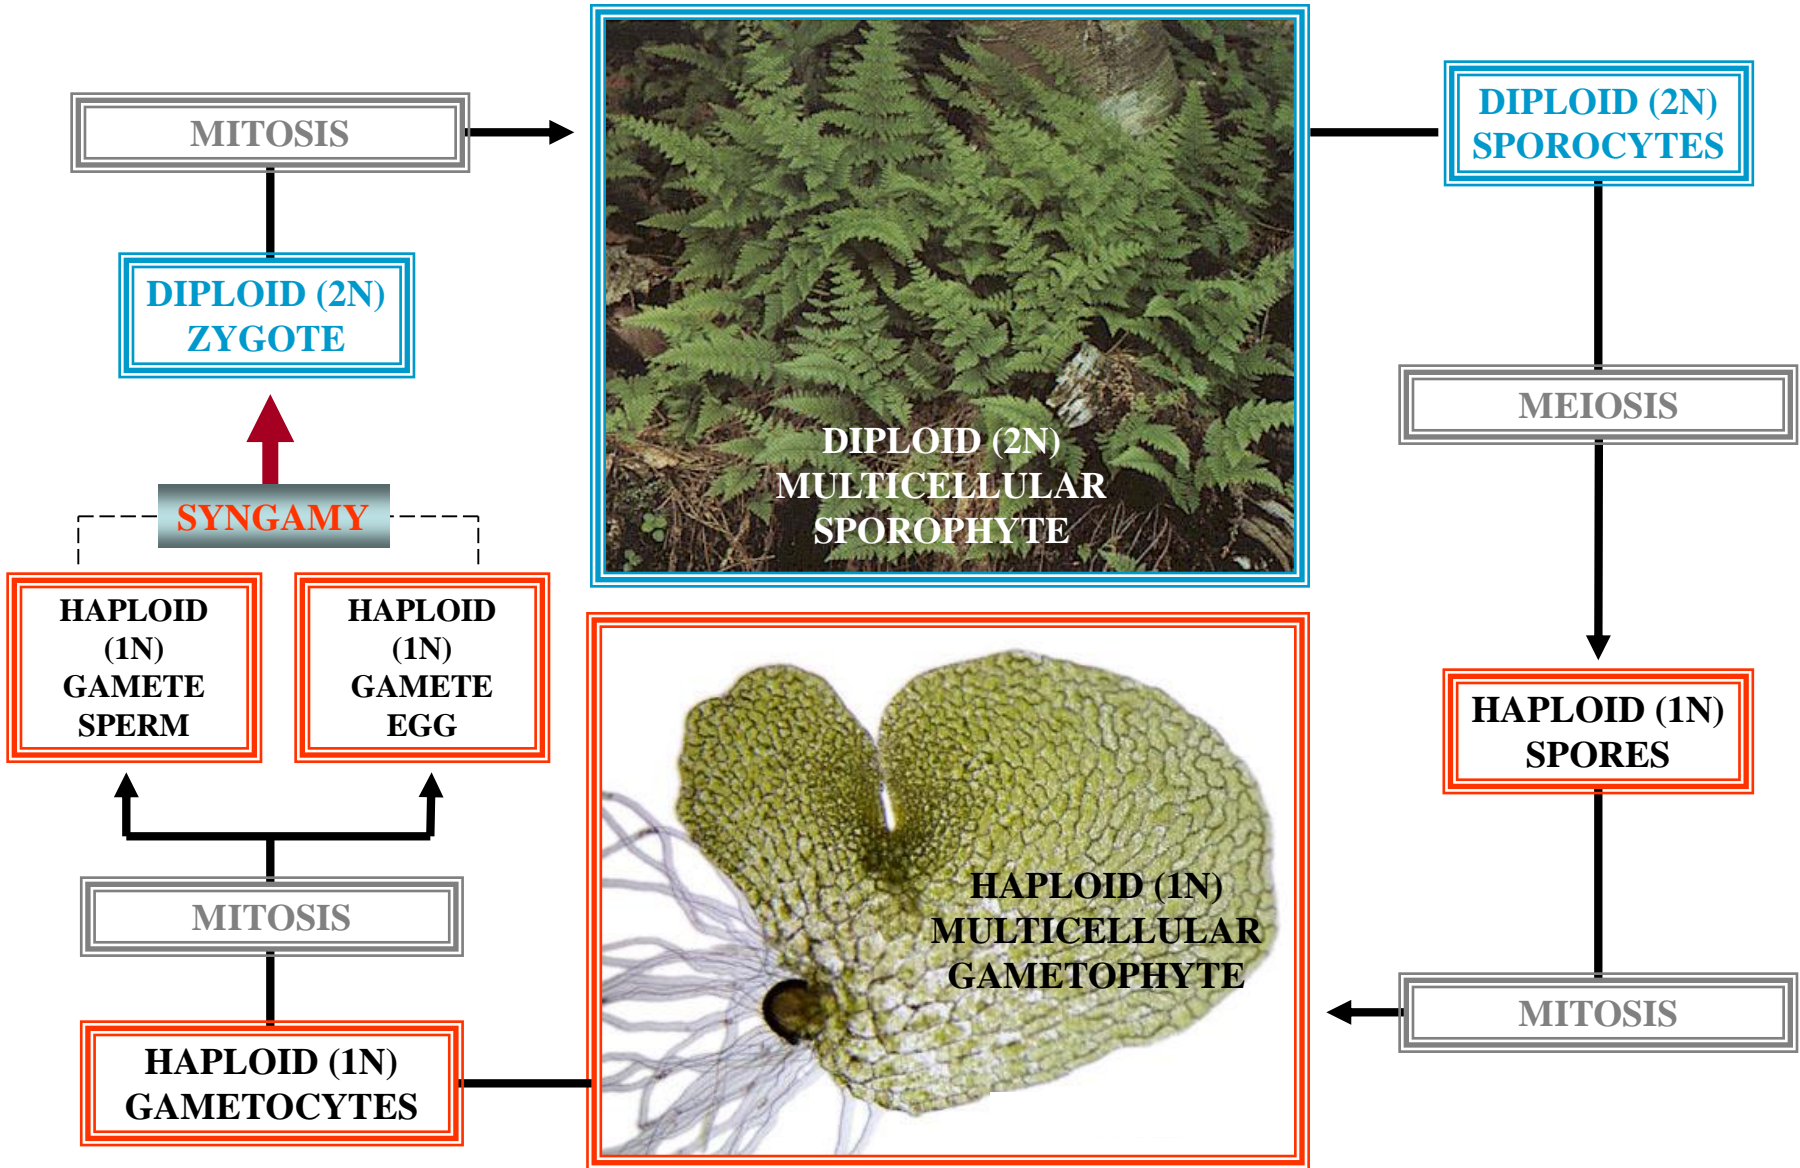 MITOSIS
DIPLOID (2N)
ZYGOTE
SYNGAMY
HAPLOID
(1N)
GAMETE
SPERM
HAPLOID
(1N)
GAMETE
EGG
MITOSIS
HAPLOID (1N)
GAMETOCYTES
DIPLOID (2N)
MULTICELLULAR
SPOROPHYTE
HAPLOID (1N)
MULTICELLULAR
GAMETOPHYTE
DIPLOID (2N)
SPOROCYTES
MEIOSIS
HAPLOID (1N)
SPORES
MITOSIS